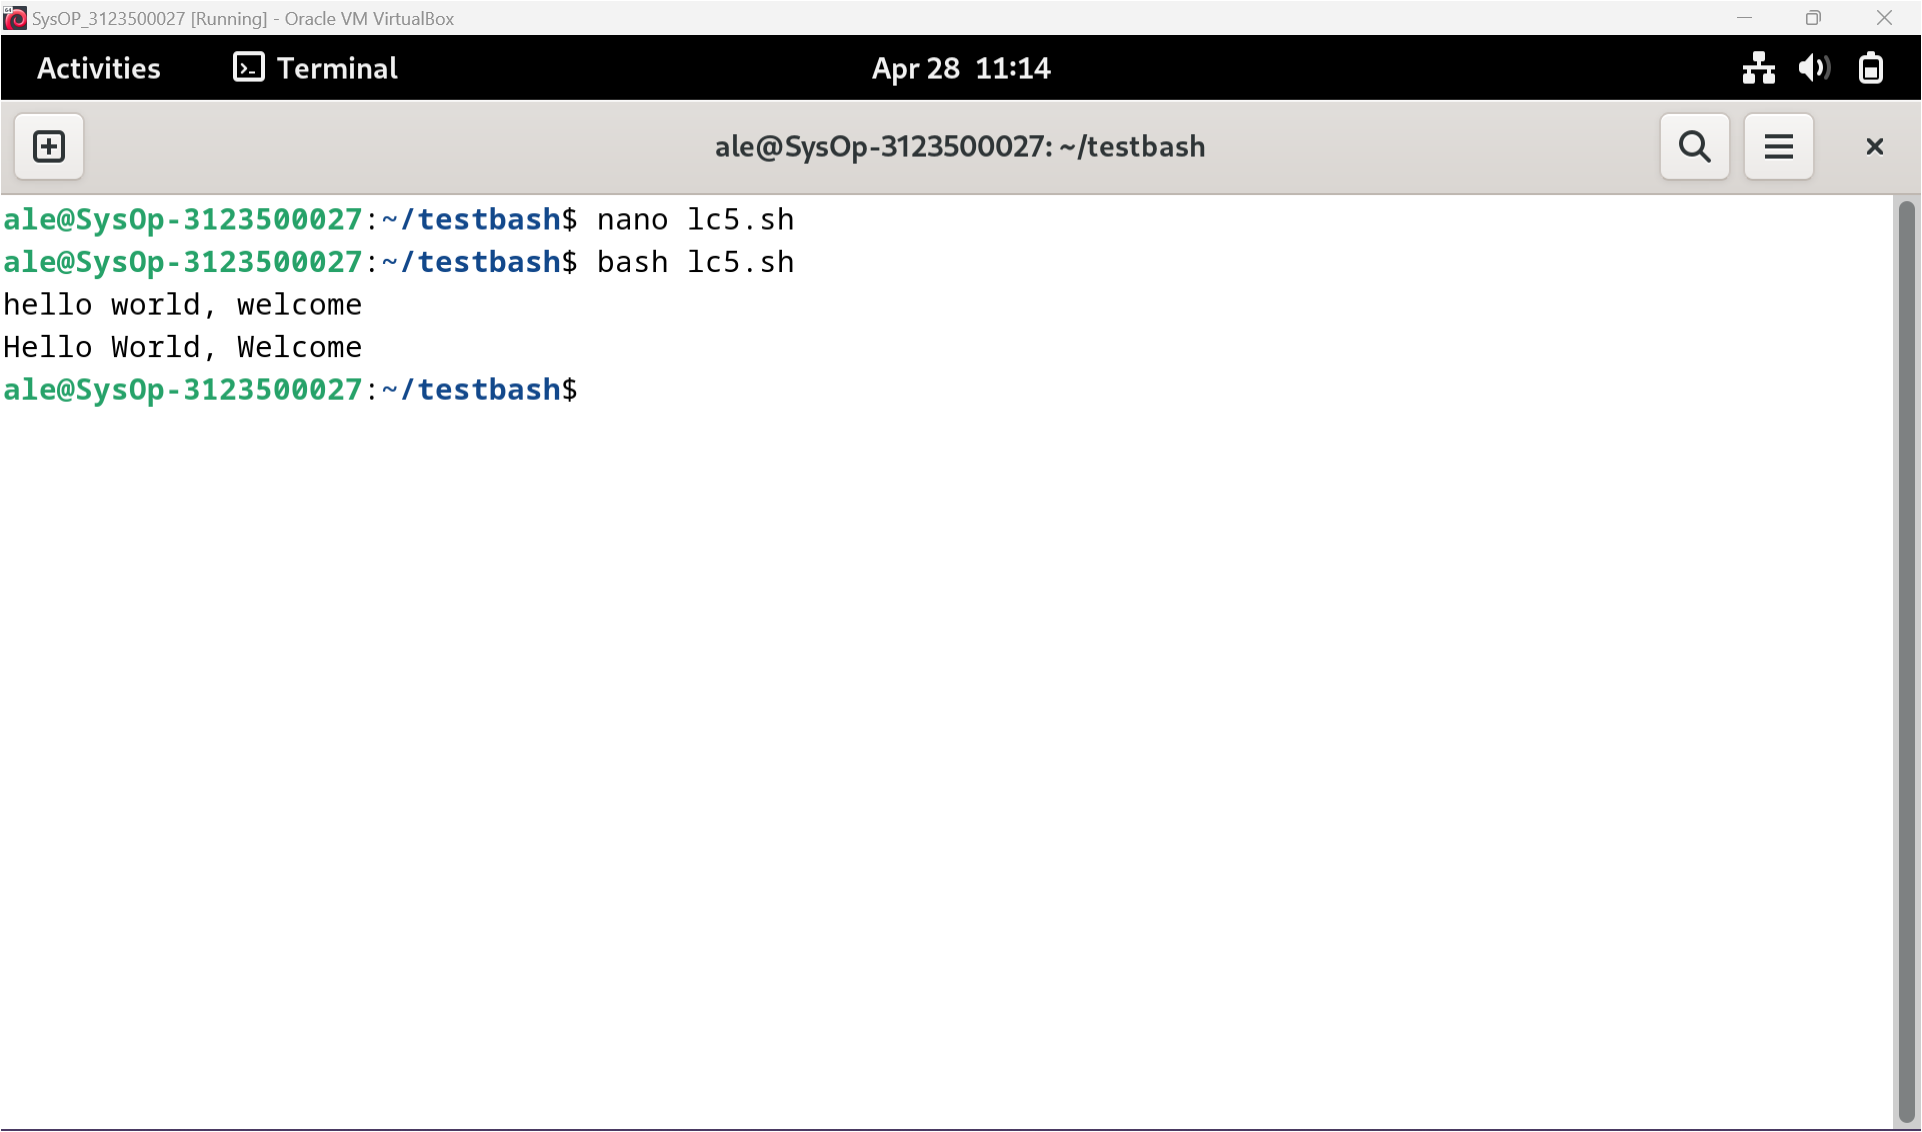 SysOP_3123500027 [Running] - Oracle VM VirtualBox
Activities Terminal Apr 28 11:14
ale@SysOp-3123500027: ~/testbash
ale@SysOp-3123500027:~/testbash$ nano lc5.sh
ale@SysOp-3123500027:~/testbash$ bash lc5.sh
hello world, welcome
Hello World, Welcome
ale@SysOp-3123500027:~/testbash$